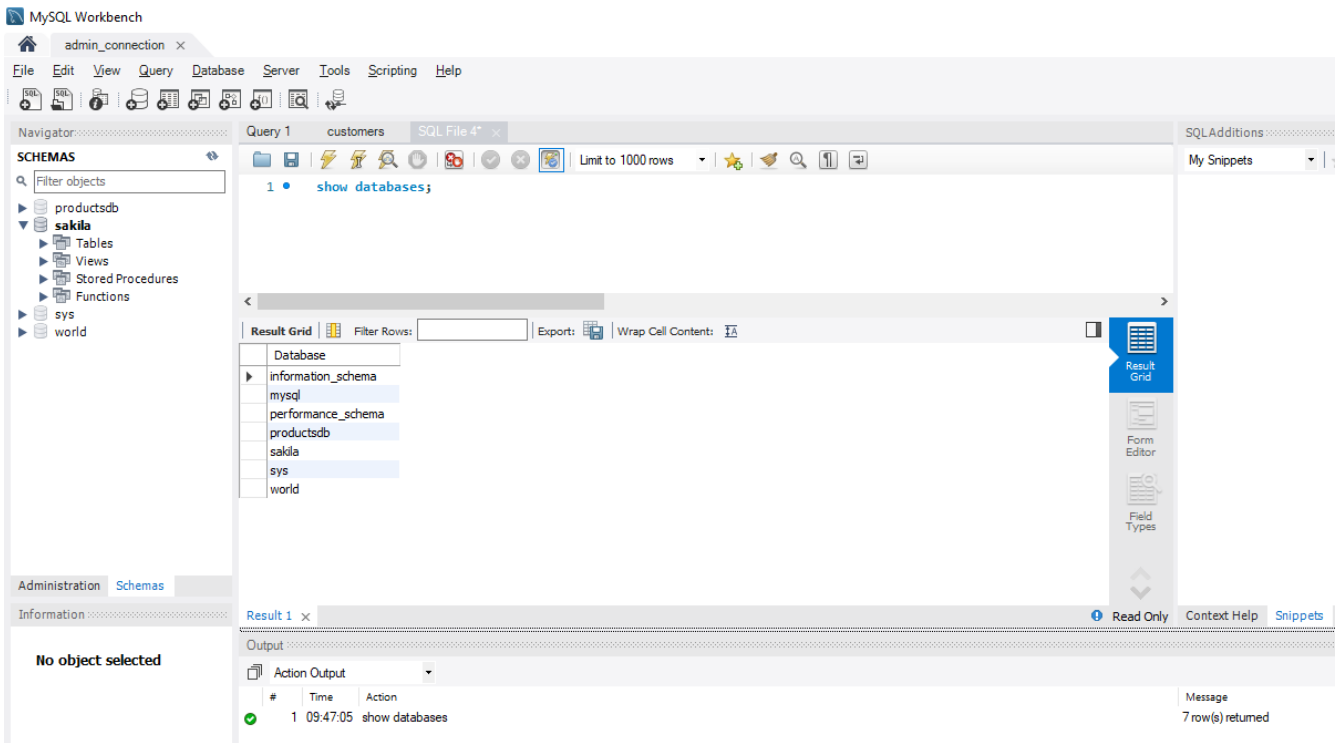 MySQL Workbench
admin_connection
File Edit View Query Database Server Tools Scripting Help
Navigator
SCHEMAS
Filter objects
productsdb
sakila
Tables
Views
Stored Procedures
Functions
sys
world
Administration Schemas
Information
No object selected
Query 1 customers SQL File 4*
Limit to 1000 rows
1 show databases;
Result Grid Filter Rows: Export: Wrap Cell Content:
Database
information_schema
mysql
performance_schema
productsdb
sakila
sys
world
Result
Grid
Form
Editor
Field
Types
Result 1 Read Only
Output
Action Output
# Time Action Message
1 09:47:05 show databases 7 row(s) returned
SQLAdditions
My Snippets
Context Help Snippets